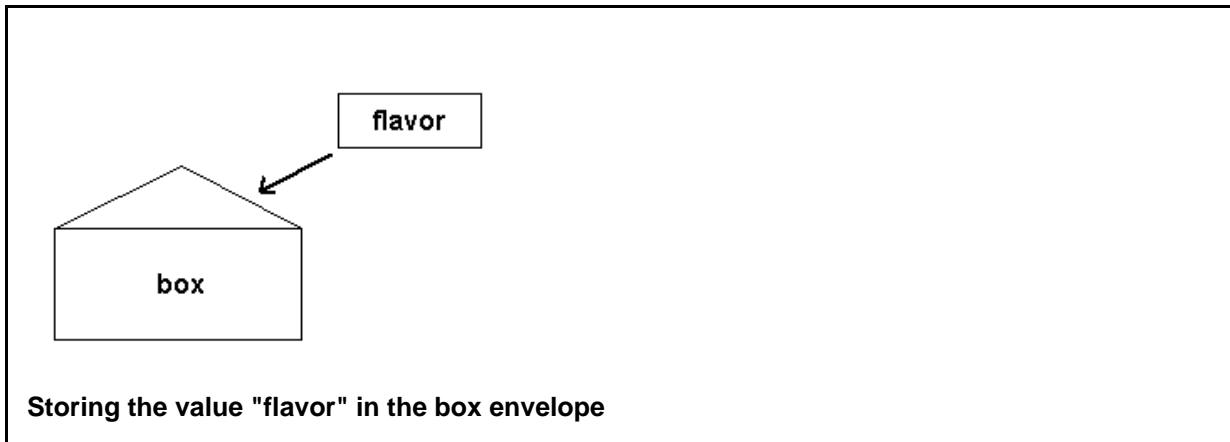 flavor
box
Storing the value "flavor" in the box envelope